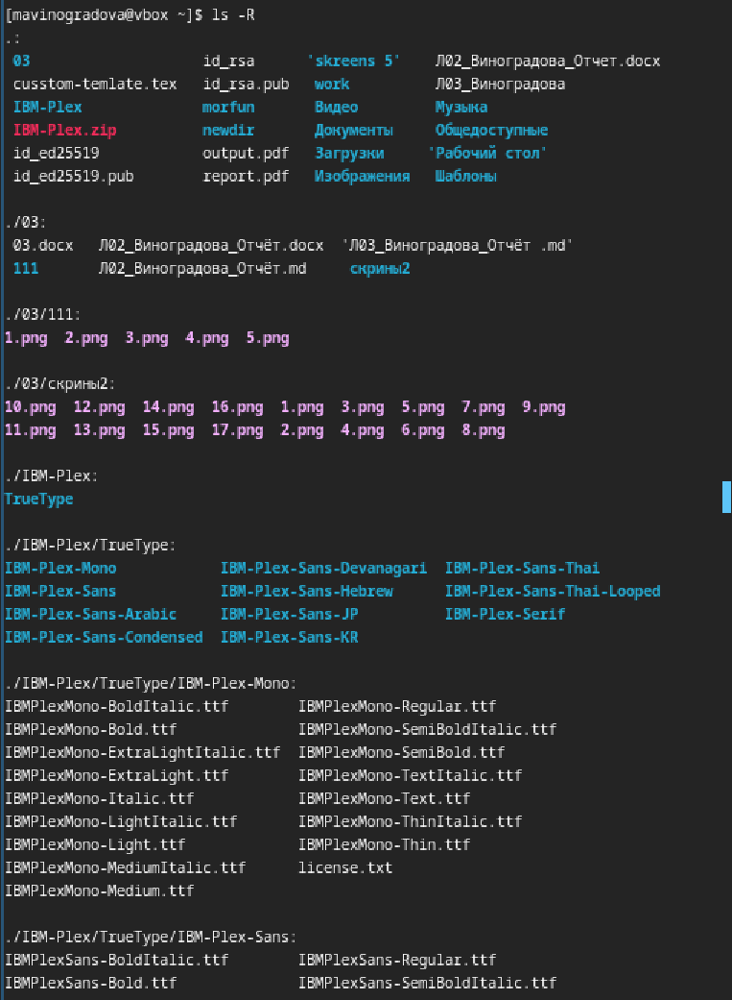 [mavinogradova@vbox ~]$ ls -R
.:
03 id_rsa 'skreens 5' Л02_Виноградова_Отчет.docx
cusstom-temlate.tex id_rsa.pub work Л03_Виноградова
IBM-Plex morfun Видео Музыка
IBM-Plex.zip newdir Документы Общедоступные
id_ed25519 output.pdf Загрузки 'Рабочий стол'
id_ed25519.pub report.pdf Изображения Шаблоны
./03:
03.docx Л02_Виноградова_Отчёт.docx 'Л03_Виноградова_Отчёт .md'
111 Л02_Виноградова_Отчёт.md скрины2
./03/111:
1.png 2.png 3.png 4.png 5.png
./03/скрины2:
10.png 12.png 14.png 16.png 1.png 3.png 5.png 7.png 9.png
11.png 13.png 15.png 17.png 2.png 4.png 6.png 8.png
./IBM-Plex:
TrueType
./IBM-Plex/TrueType:
IBM-Plex-Mono IBM-Plex-Sans-Devanagari IBM-Plex-Sans-Thai
IBM-Plex-Sans IBM-Plex-Sans-Hebrew IBM-Plex-Sans-Thai-Looped
IBM-Plex-Sans-Arabic IBM-Plex-Sans-JP IBM-Plex-Serif
IBM-Plex-Sans-Condensed IBM-Plex-Sans-KR
./IBM-Plex/TrueType/IBM-Plex-Mono:
IBMPlexMono-BoldItalic.ttf IBMPlexMono-Regular.ttf
IBMPlexMono-Bold.ttf IBMPlexMono-SemiBoldItalic.ttf
IBMPlexMono-ExtraLightItalic.ttf IBMPlexMono-SemiBold.ttf
IBMPlexMono-ExtraLight.ttf IBMPlexMono-TextItalic.ttf
IBMPlexMono-Italic.ttf IBMPlexMono-Text.ttf
IBMPlexMono-LightItalic.ttf IBMPlexMono-ThinItalic.ttf
IBMPlexMono-Light.ttf IBMPlexMono-Thin.ttf
IBMPlexMono-MediumItalic.ttf license.txt
IBMPlexMono-Medium.ttf
./IBM-Plex/TrueType/IBM-Plex-Sans:
IBMPlexSans-BoldItalic.ttf IBMPlexSans-Regular.ttf
IBMPlexSans-Bold.ttf IBMPlexSans-SemiBoldItalic.ttf